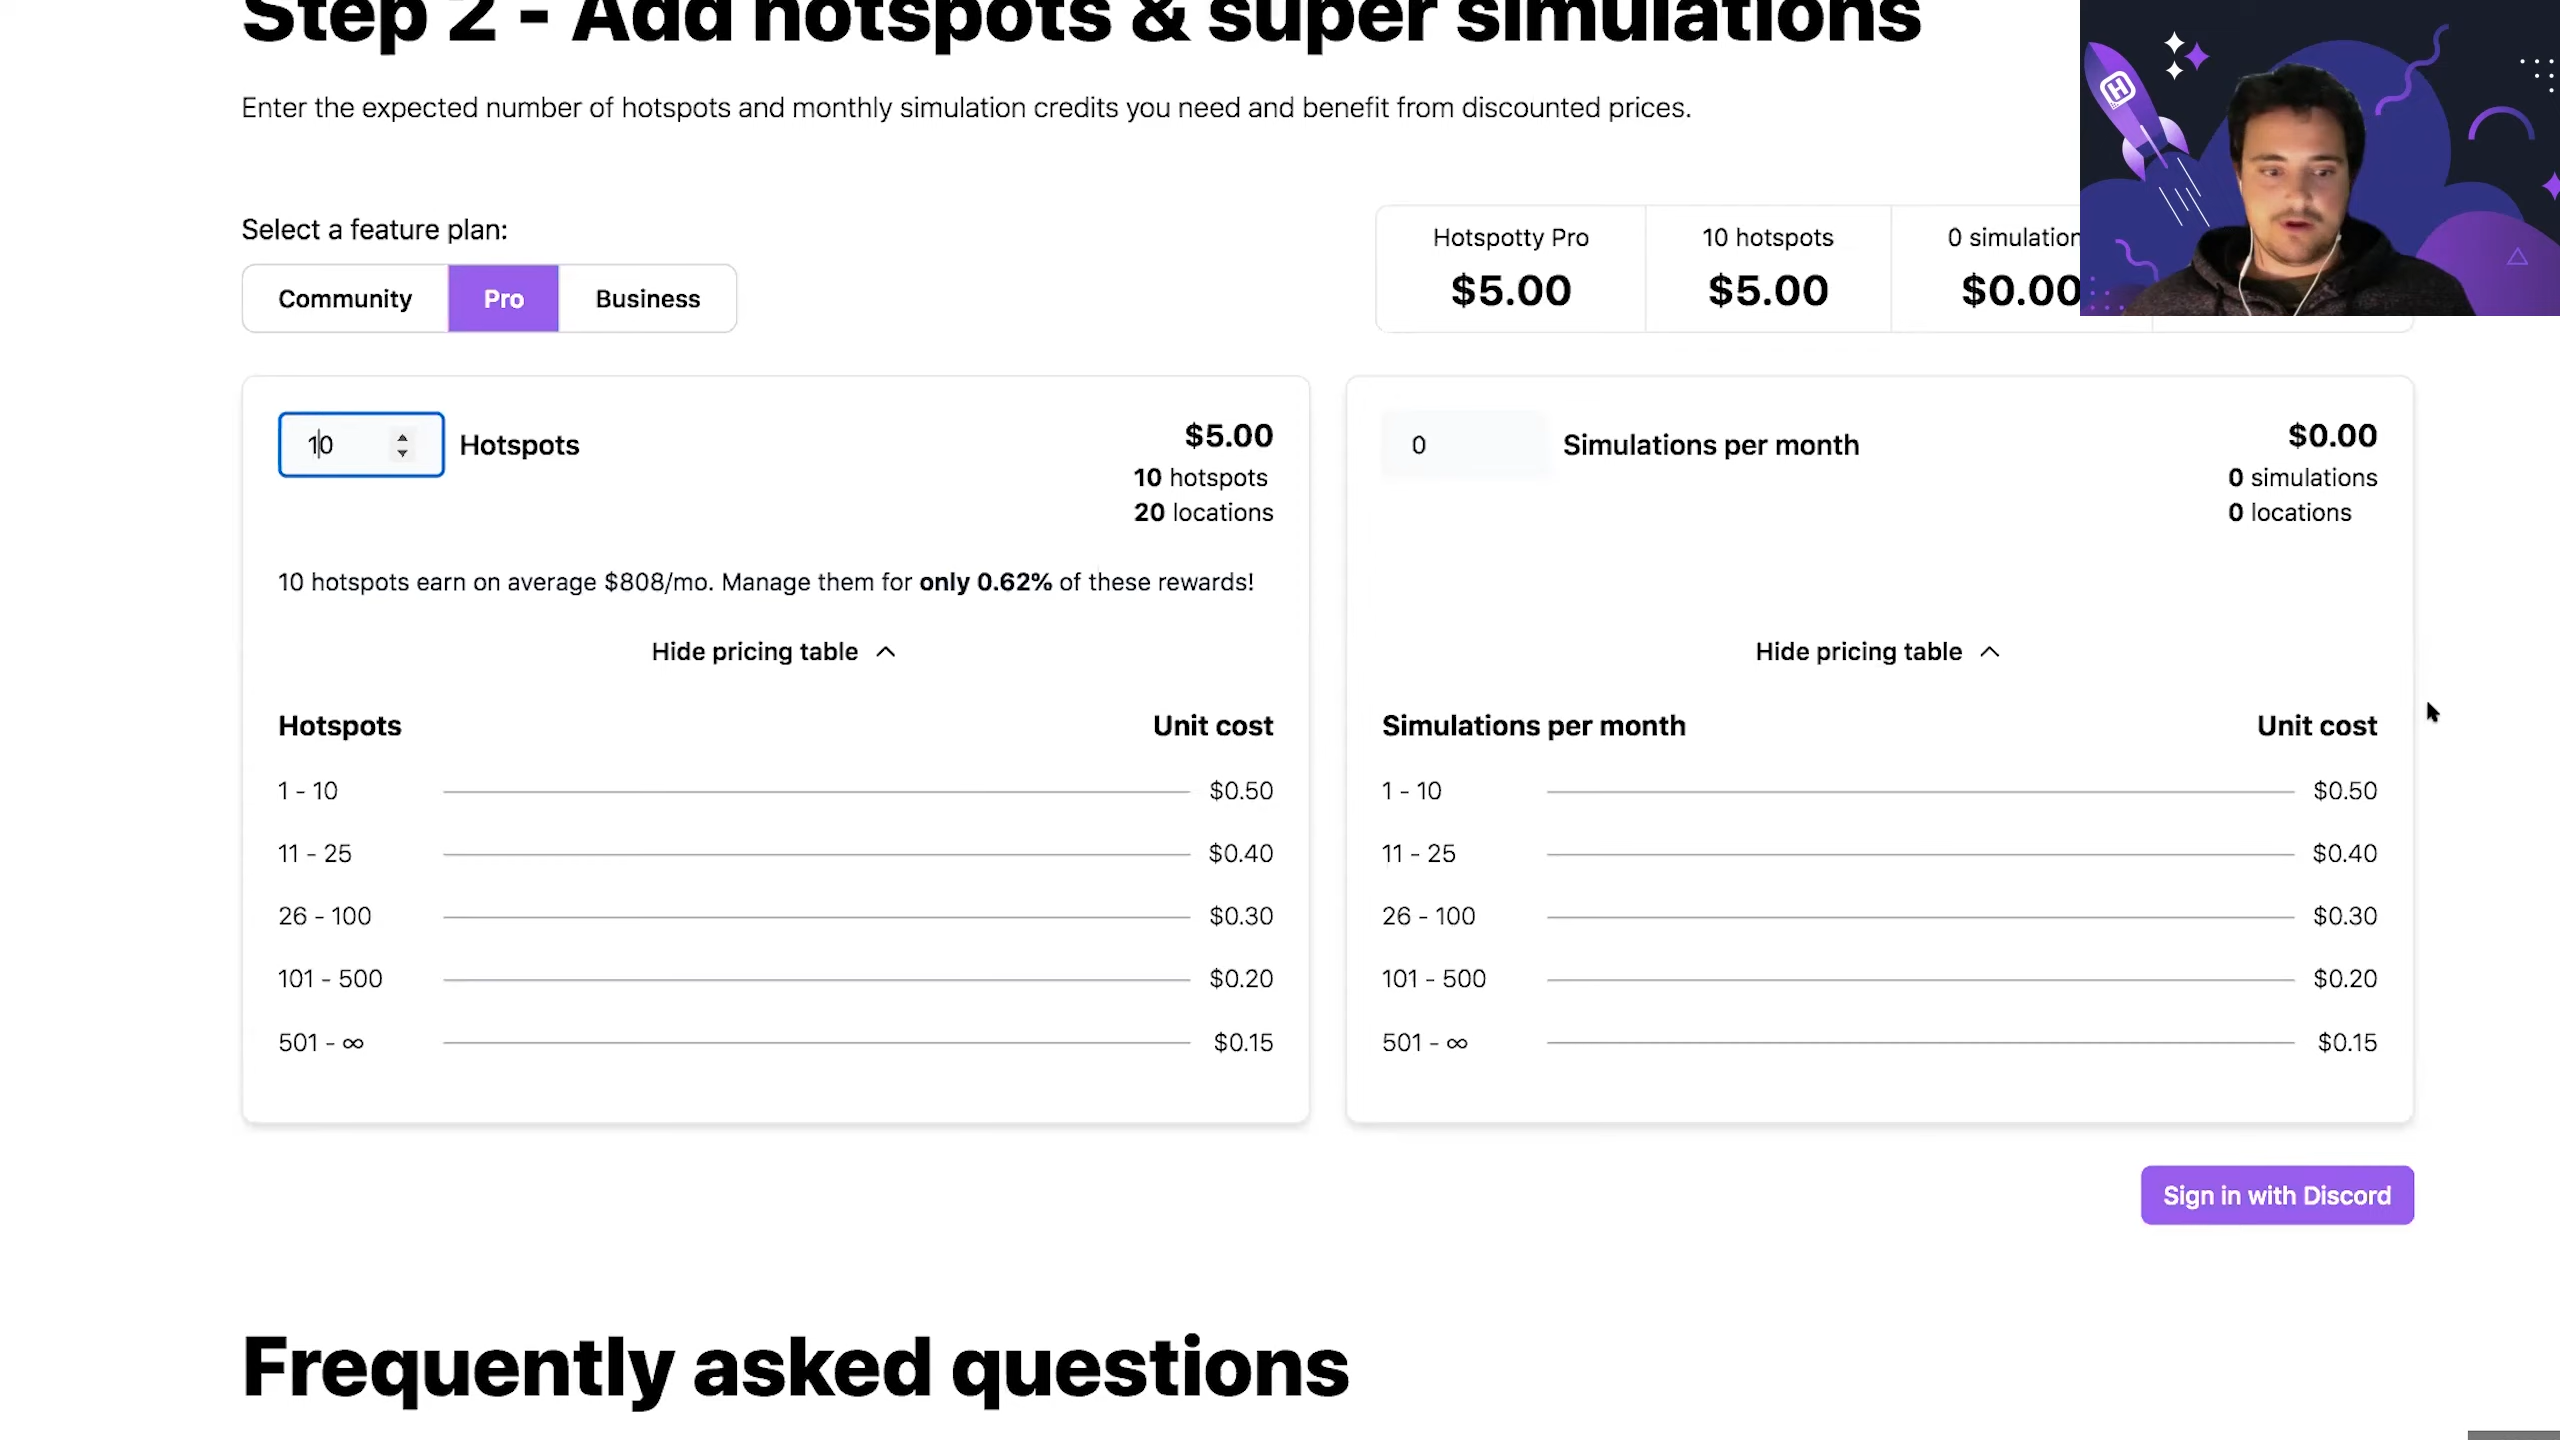 Step 2 - Add hotspots & super simulations
Enter the expected number of hotspots and monthly simulation credits you need and benefit from discounted prices.
Select a feature plan:
Community
Pro
Business
Hotspotty Pro
$5.00
10 hotspots
$5.00
0 simulation
$0.00
10
Hotspots
$5.00
10 hotspots
20 locations
10 hotspots earn on average $808/mo. Manage them for only 0.62% of these rewards!
Hide pricing table
Hotspots Unit cost
1 - 10 $0.50
11 - 25 $0.40
26 - 100 $0.30
101 - 500 $0.20
501 - ∞ $0.15
0
Simulations per month
$0.00
0 simulations
0 locations
Hide pricing table
Simulations per month Unit cost
1 - 10 $0.50
11 - 25 $0.40
26 - 100 $0.30
101 - 500 $0.20
501 - ∞ $0.15
Sign in with Discord
Frequently asked questions